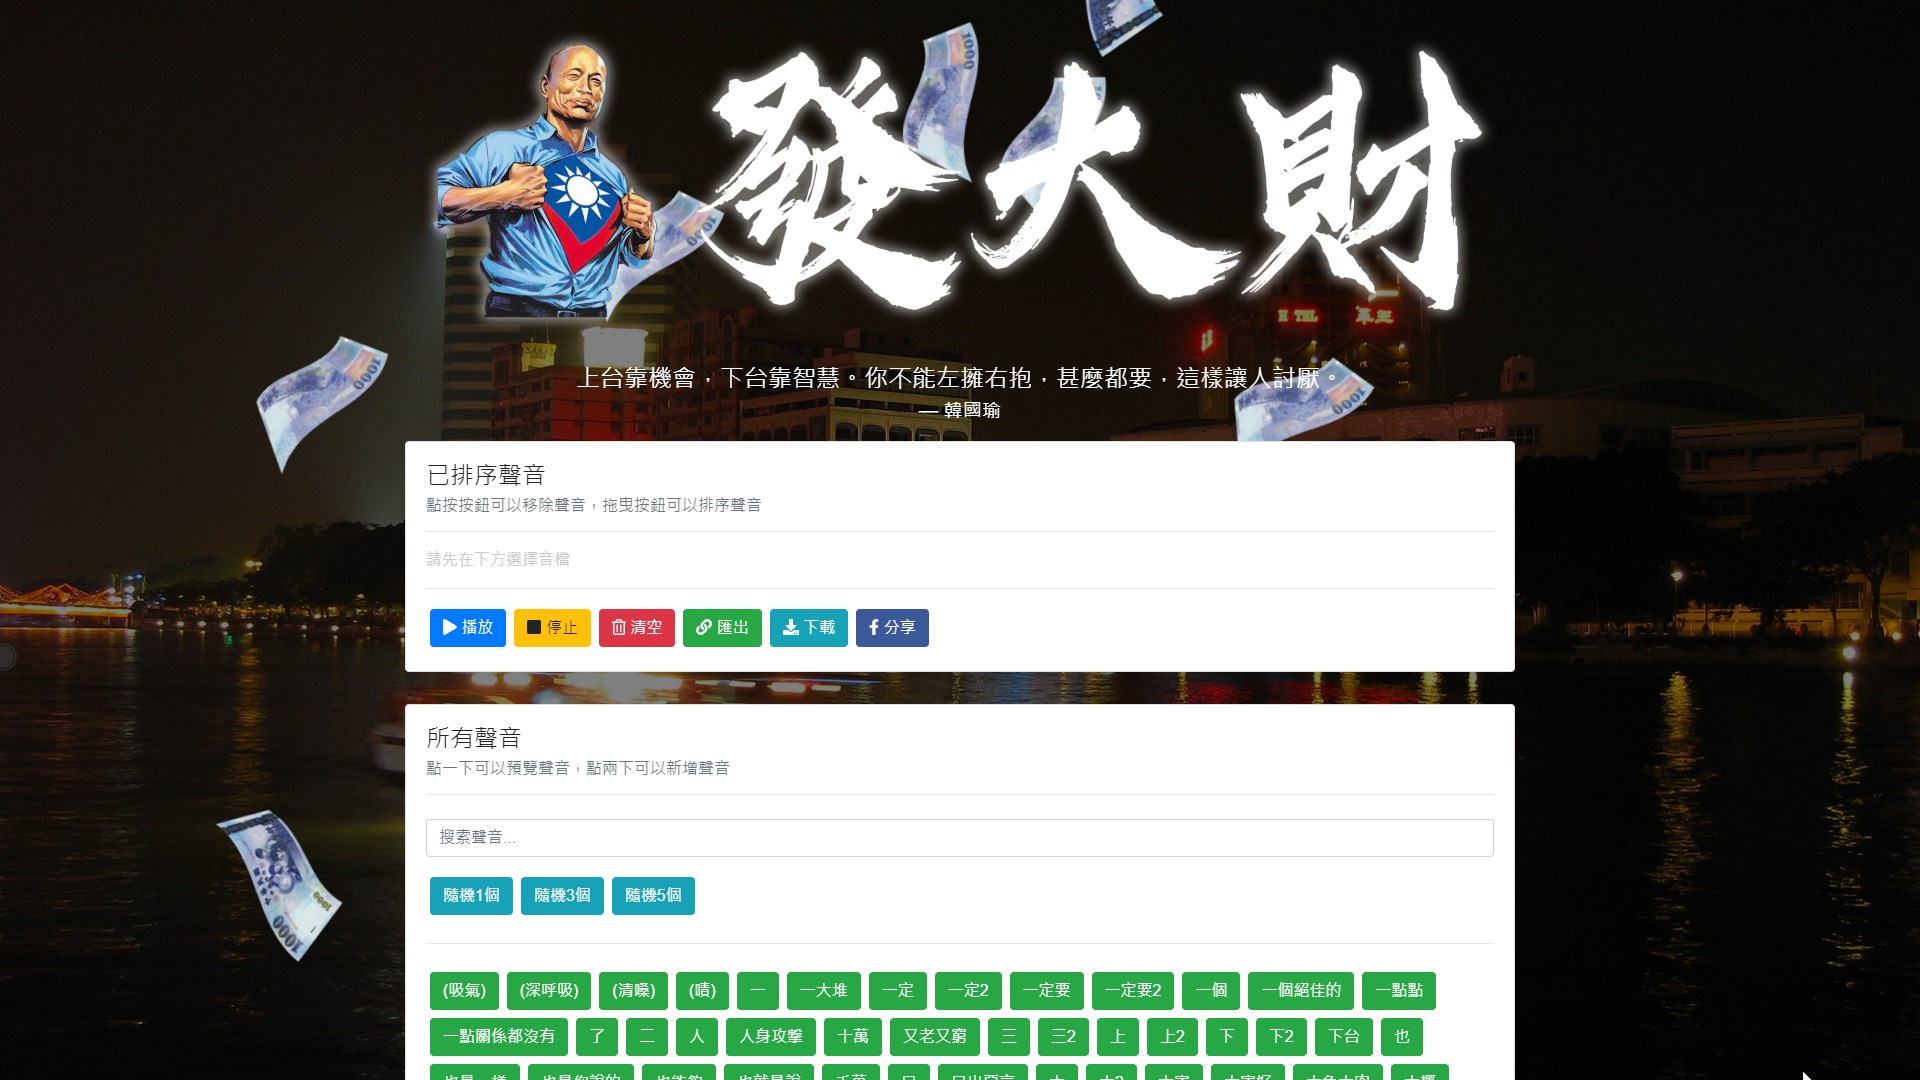 發大財
上台靠機會，下台靠智慧。你不能左擁右抱，甚麼都要，這樣讓人討厭。
— 韓國瑜
已排序聲音
點按按鈕可以移除聲音，拖曳按鈕可以排序聲音
請先在下方選擇音檔
播放 停止 清空 匯出 下載 分享
所有聲音
點一下可以預覽聲音，點兩下可以新增聲音
搜索聲音...
隨機1個 隨機3個 隨機5個
(吸氣) (深呼吸) (清嗓) (嘖) 一 一大堆 一定 一定2 一定要 一定要2 一個 一個絕佳的 一點點
一點關係都沒有 了 二 人 人身攻擊 十萬 又老又窮 三 三2 上 上2 下 下2 下台 也
1000
1000
1000
1000
1000
1000
H TEL